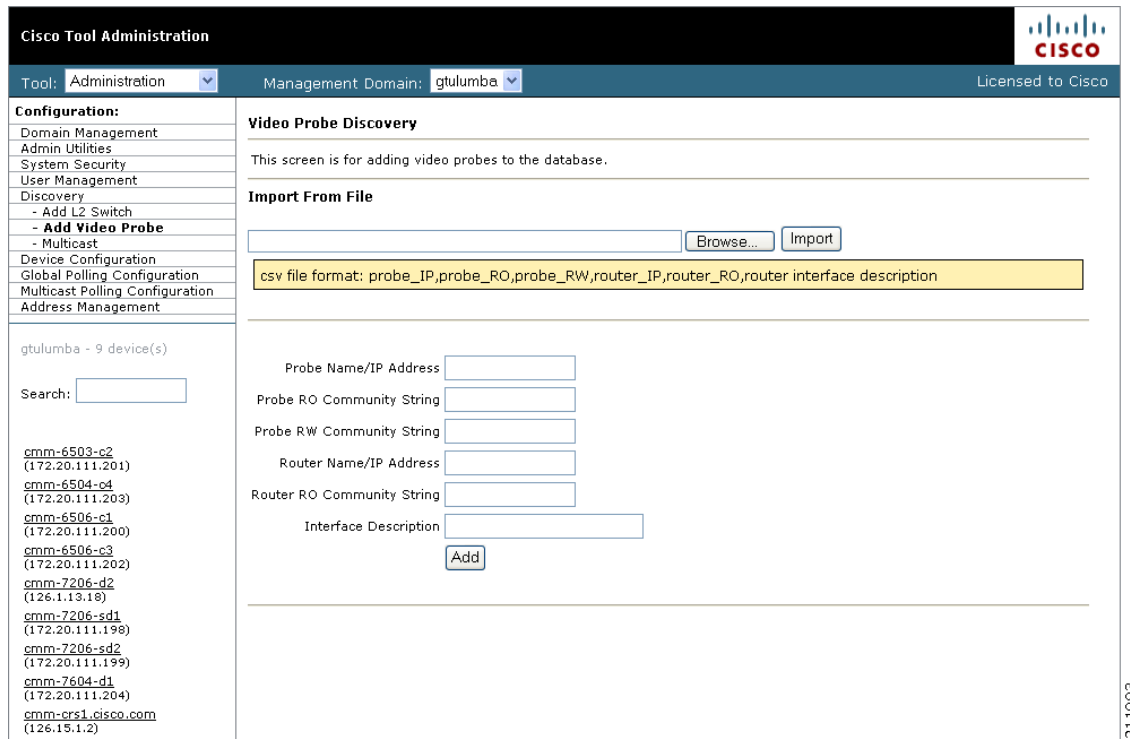 Cisco Tool Administration
CISCO
Tool: Administration Management Domain: gtulumba Licensed to Cisco
Configuration:
Domain Management
Admin Utilities
System Security
User Management
Discovery
- Add L2 Switch
- Add Video Probe
- Multicast
Device Configuration
Global Polling Configuration
Multicast Polling Configuration
Address Management
gtulumba - 9 device(s)
Search:
cmm-6503-c2
(172.20.111.201)
cmm-6504-c4
(172.20.111.203)
cmm-6506-c1
(172.20.111.200)
cmm-6506-c3
(172.20.111.202)
cmm-7206-d2
(126.1.13.18)
cmm-7206-sd1
(172.20.111.198)
cmm-7206-sd2
(172.20.111.199)
cmm-7604-d1
(172.20.111.204)
cmm-crs1.cisco.com
(126.15.1.2)
Video Probe Discovery
This screen is for adding video probes to the database.
Import From File
Browse... Import
csv file format: probe_IP,probe_RO,probe_RW,router_IP,router_RO,router interface description
Probe Name/IP Address
Probe RO Community String
Probe RW Community String
Router Name/IP Address
Router RO Community String
Interface Description
Add